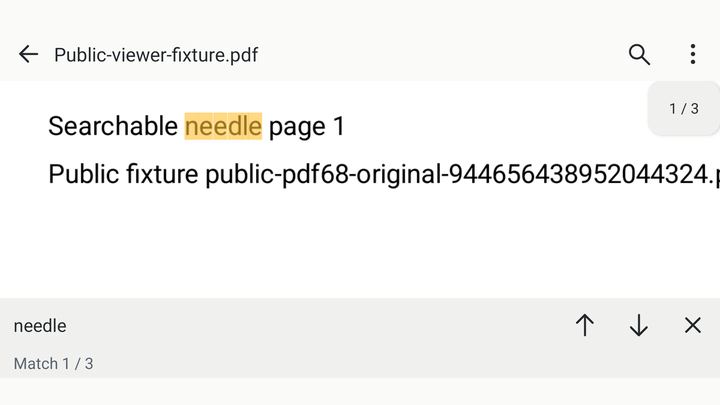 Public-viewer-fixture.pdf
1 / 3
Searchable needle page 1
Public fixture public-pdf68-original-944656438952044324.p
needle
Match 1 / 3